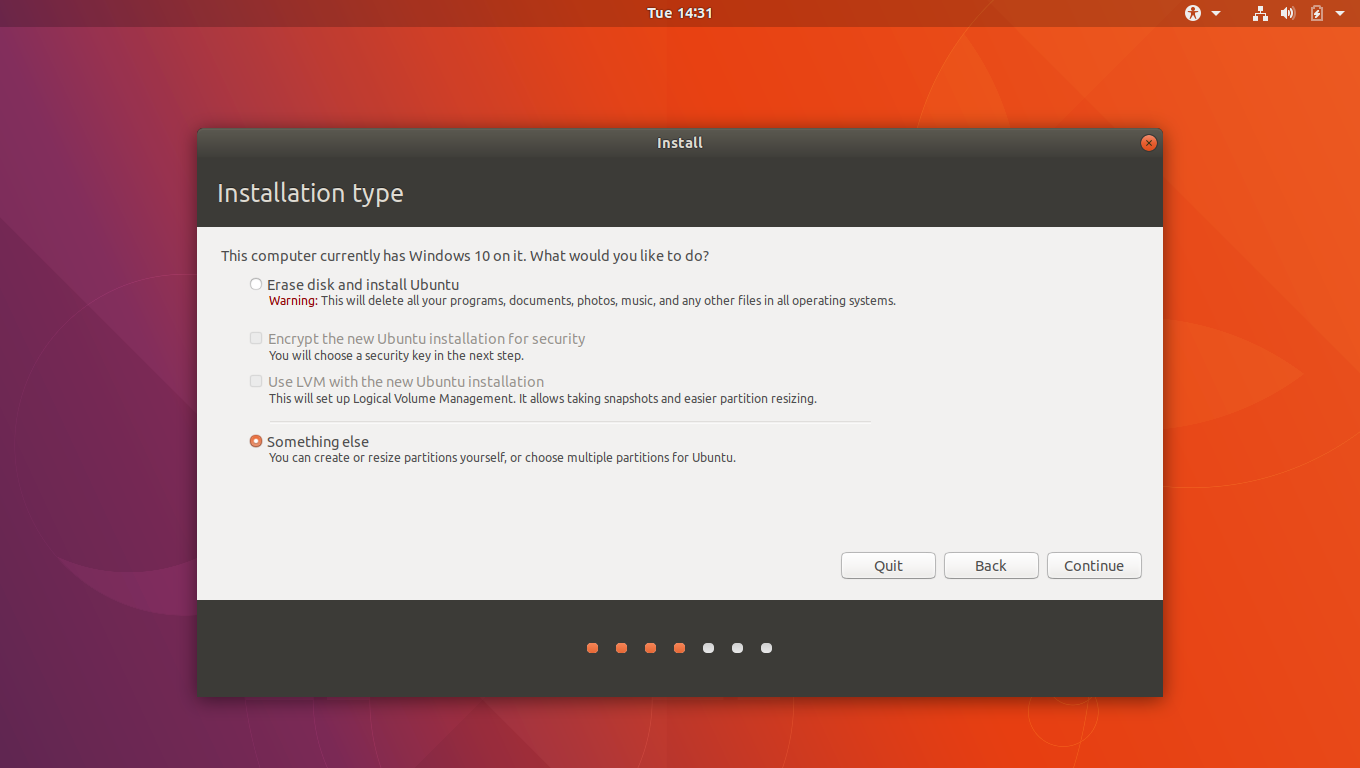 Tue 14:31
Install
Installation type
This computer currently has Windows 10 on it. What would you like to do?
Erase disk and install Ubuntu
Warning: This will delete all your programs, documents, photos, music, and any other files in all operating systems.
Encrypt the new Ubuntu installation for security
You will choose a security key in the next step.
Use LVM with the new Ubuntu installation
This will set up Logical Volume Management. It allows taking snapshots and easier partition resizing.
Something else
You can create or resize partitions yourself, or choose multiple partitions for Ubuntu.
Quit Back Continue